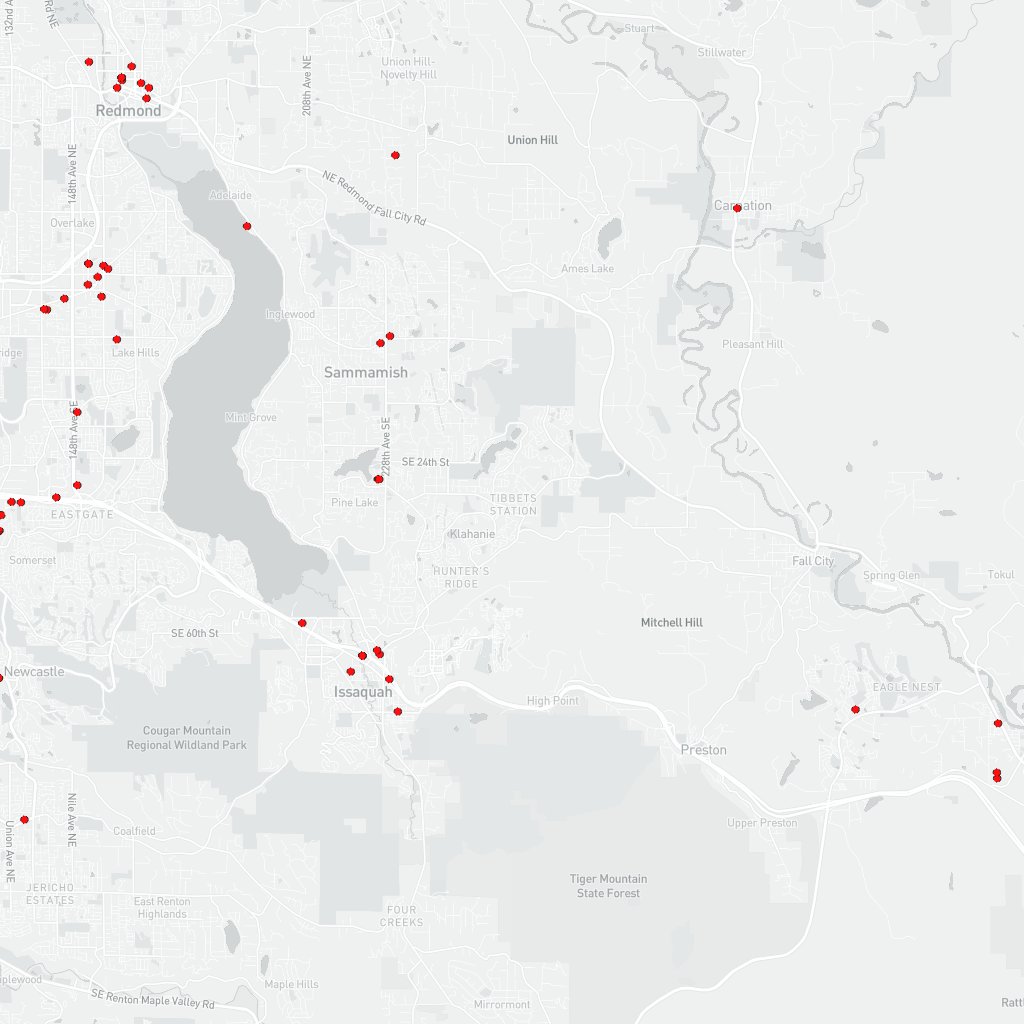 132nd A
Rd NE
Stuart
Stillwater
Union Hill-
Novelty Hill
208th Ave NE
Redmond
Union Hill
148th Ave NE
NE Redmond Fall City Rd
Adelaide
Carnation
Overlake
Ames Lake
Inglewood
Pleasant Hill
ridge
Lake Hills
Sammamish
Mint Grove
148th Ave SE
228th Ave SE
SE 24th St
Pine Lake
TIBBETS
STATION
EASTGATE
Klahanie
Somerset
Fall City
HUNTER'S
RIDGE
Spring Glen
Tokul
SE 60th St
Mitchell Hill
Newcastle
EAGLE NEST
Issaquah
High Point
Cougar Mountain
Regional Wildland Park
Preston
Nile Ave NE
Union Ave NE
Coalfield
Upper Preston
JERICHO
ESTATES
Tiger Mountain
State Forest
East Renton
Highlands
FOUR
CREEKS
aplewood
SE Renton Maple Valley Rd
Maple Hills
Mirrormont
Rattl